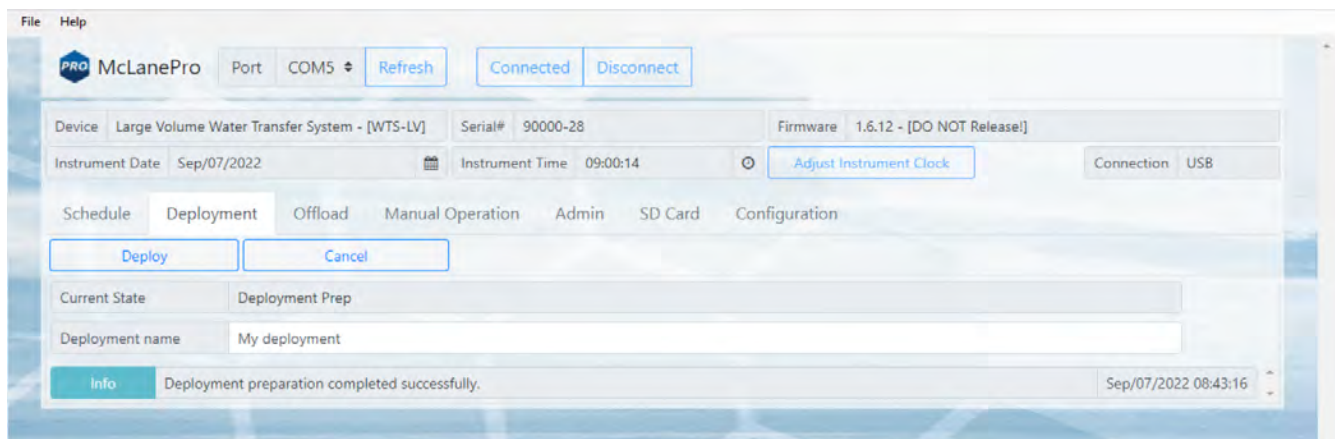 File Help
PRO McLanePro Port COM5 Refresh Connected Disconnect
Device Large Volume Water Transfer System - [WTS-LV] Serial# 90000-28 Firmware 1.6.12 - [DO NOT Release!]
Instrument Date Sep/07/2022 Instrument Time 09:00:14 Adjust Instrument Clock Connection USB
Schedule Deployment Offload Manual Operation Admin SD Card Configuration
Deploy Cancel
Current State Deployment Prep
Deployment name My deployment
Info Deployment preparation completed successfully. Sep/07/2022 08:43:16